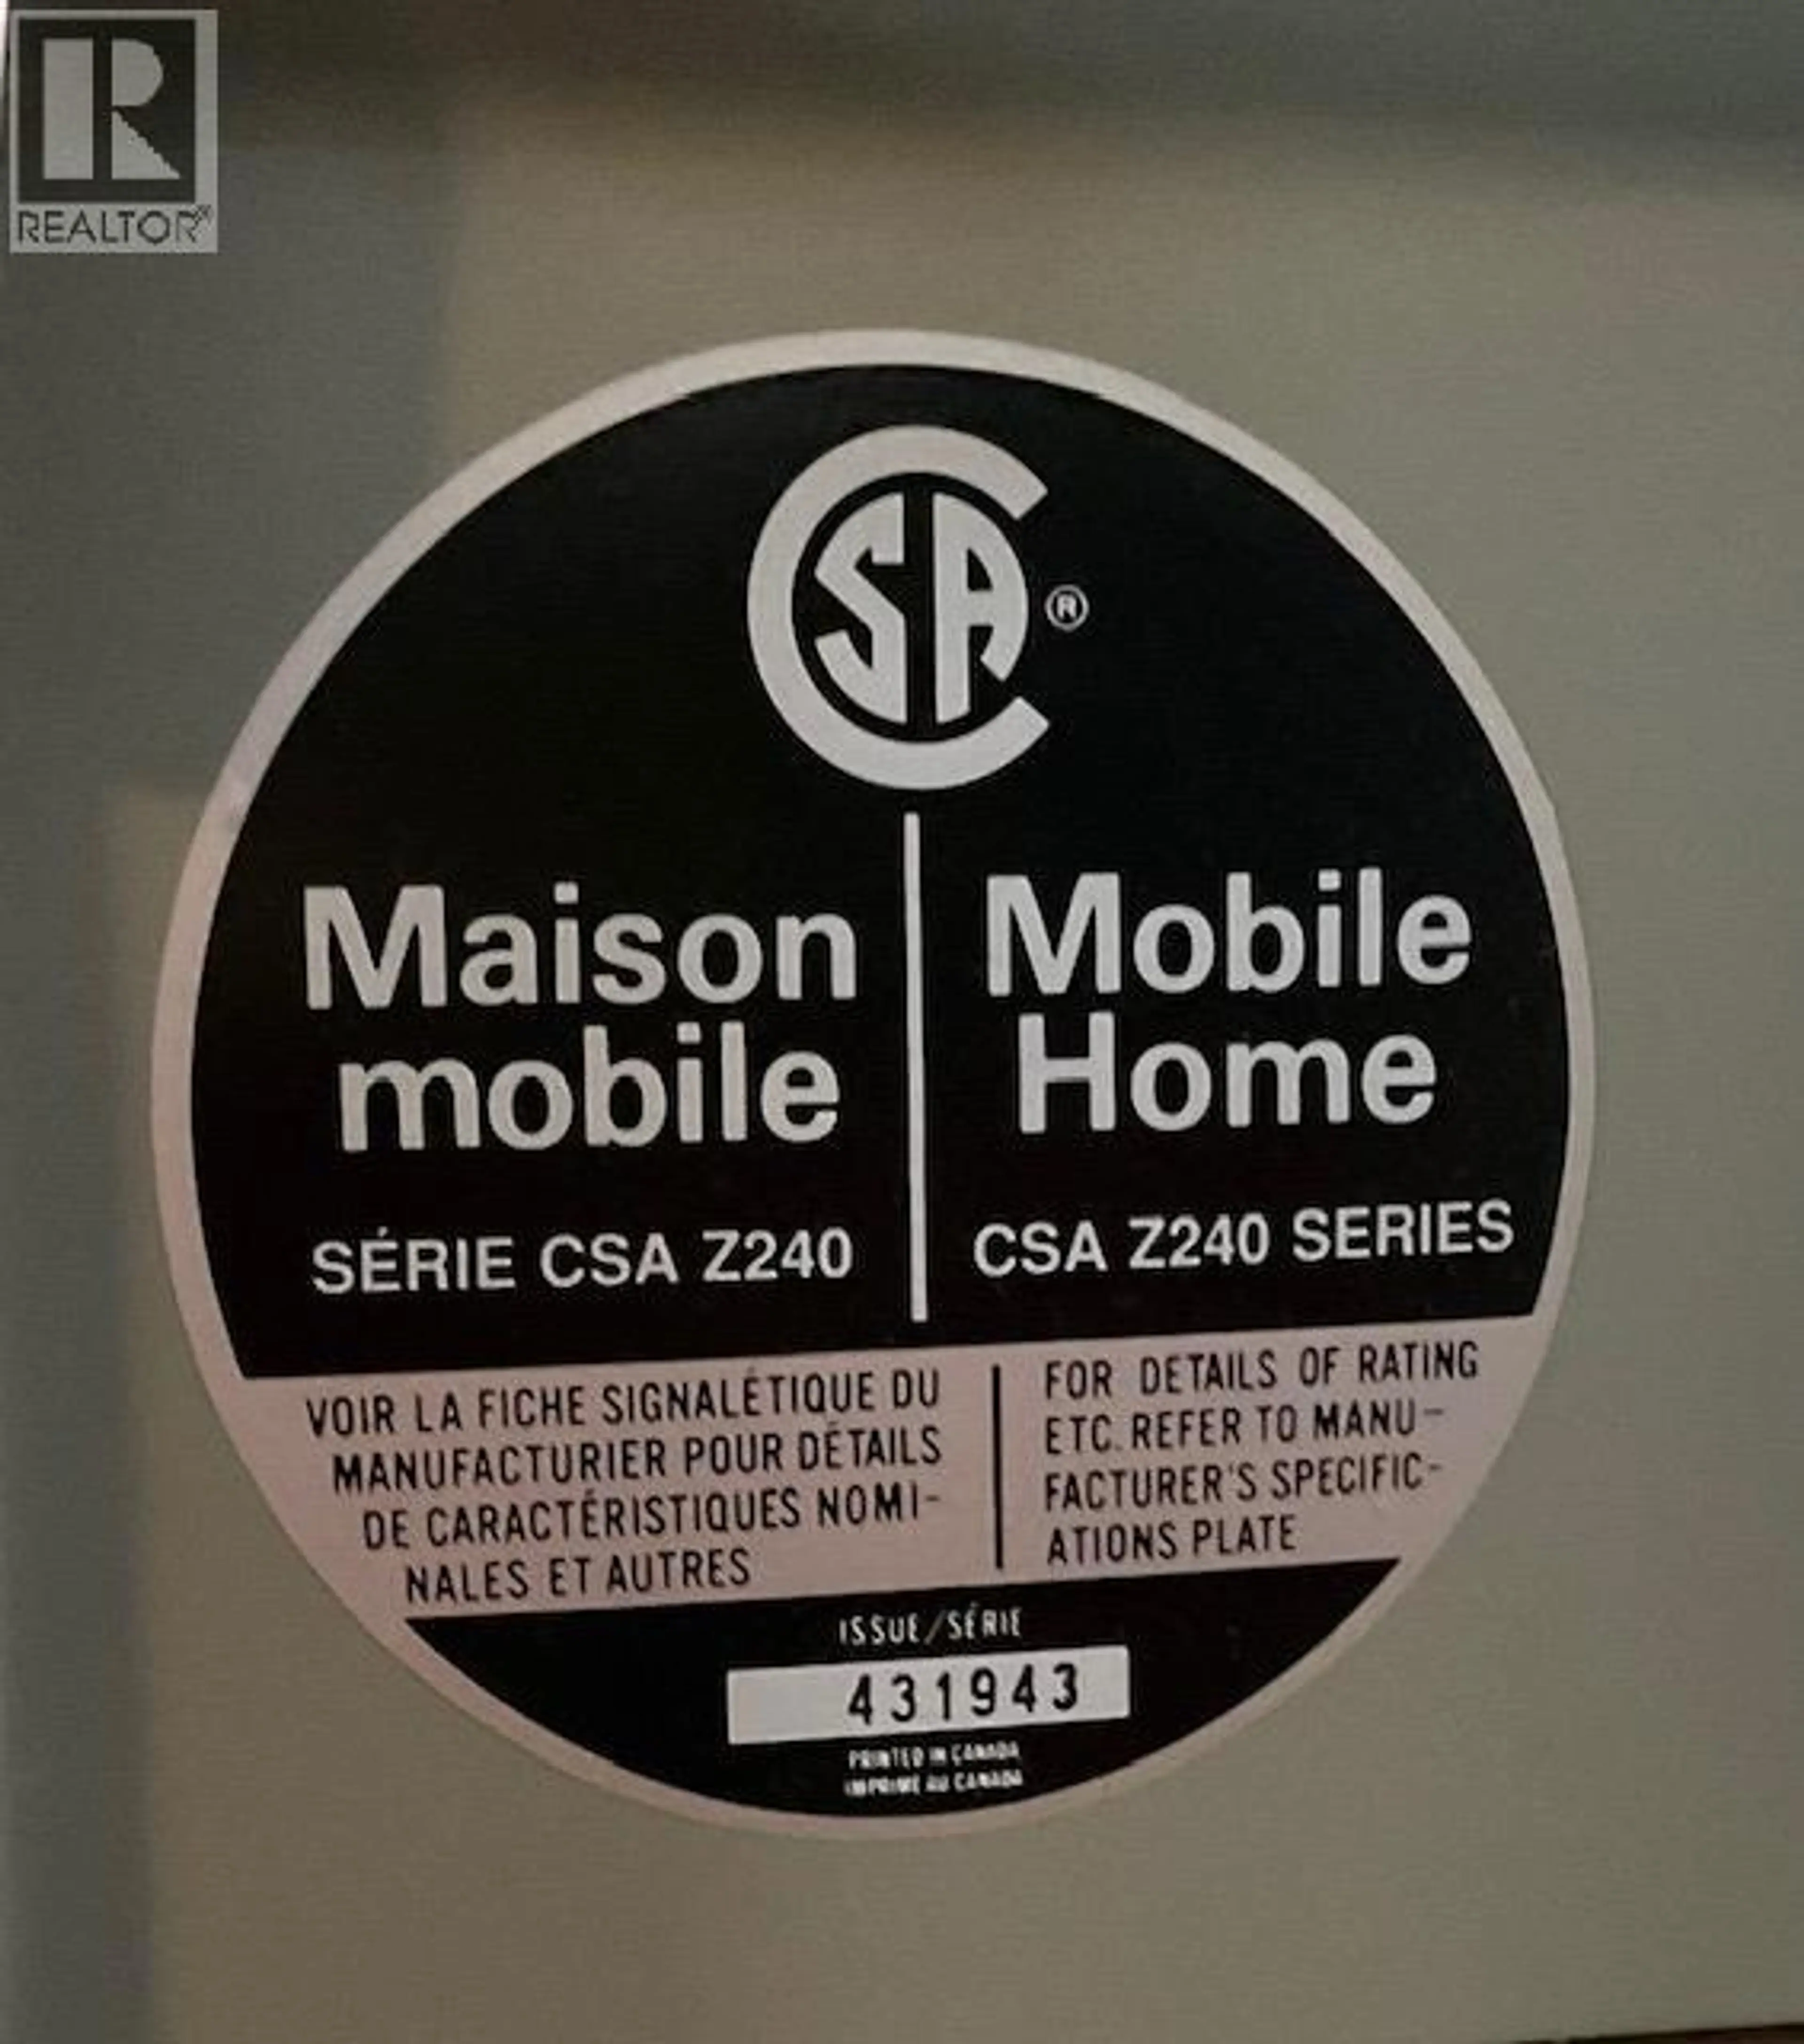 REALTOR®
CSA ®
Maison
mobile
SÉRIE CSA Z240
Mobile
Home
CSA Z240 SERIES
VOIR LA FICHE SIGNALÉTIQUE DU
MANUFACTURIER POUR DÉTAILS
DE CARACTÉRISTIQUES NOMI-
NALES ET AUTRES
FOR DETAILS OF RATING
ETC. REFER TO MANU-
FACTURER'S SPECIFIC-
ATIONS PLATE
ISSUE/SÉRIE
431943
PRINTED IN CANADA
IMPRIMÉ AU CANADA